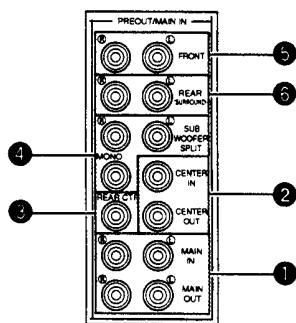 PREOUT/MAIN IN
R L
FRONT
5
R L
REAR
SURROUND
6
R L
SUB
WOOFER
SPLIT
4
MONO
CENTER
IN
2
REAR CTR
3
CENTER
OUT
R L
MAIN
IN
1
R L
MAIN
OUT